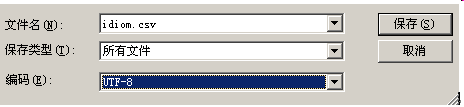 文件名(N): idiom.csv 保存(S)
保存类型(T): 所有文件 取消
编码(E): UTF-8